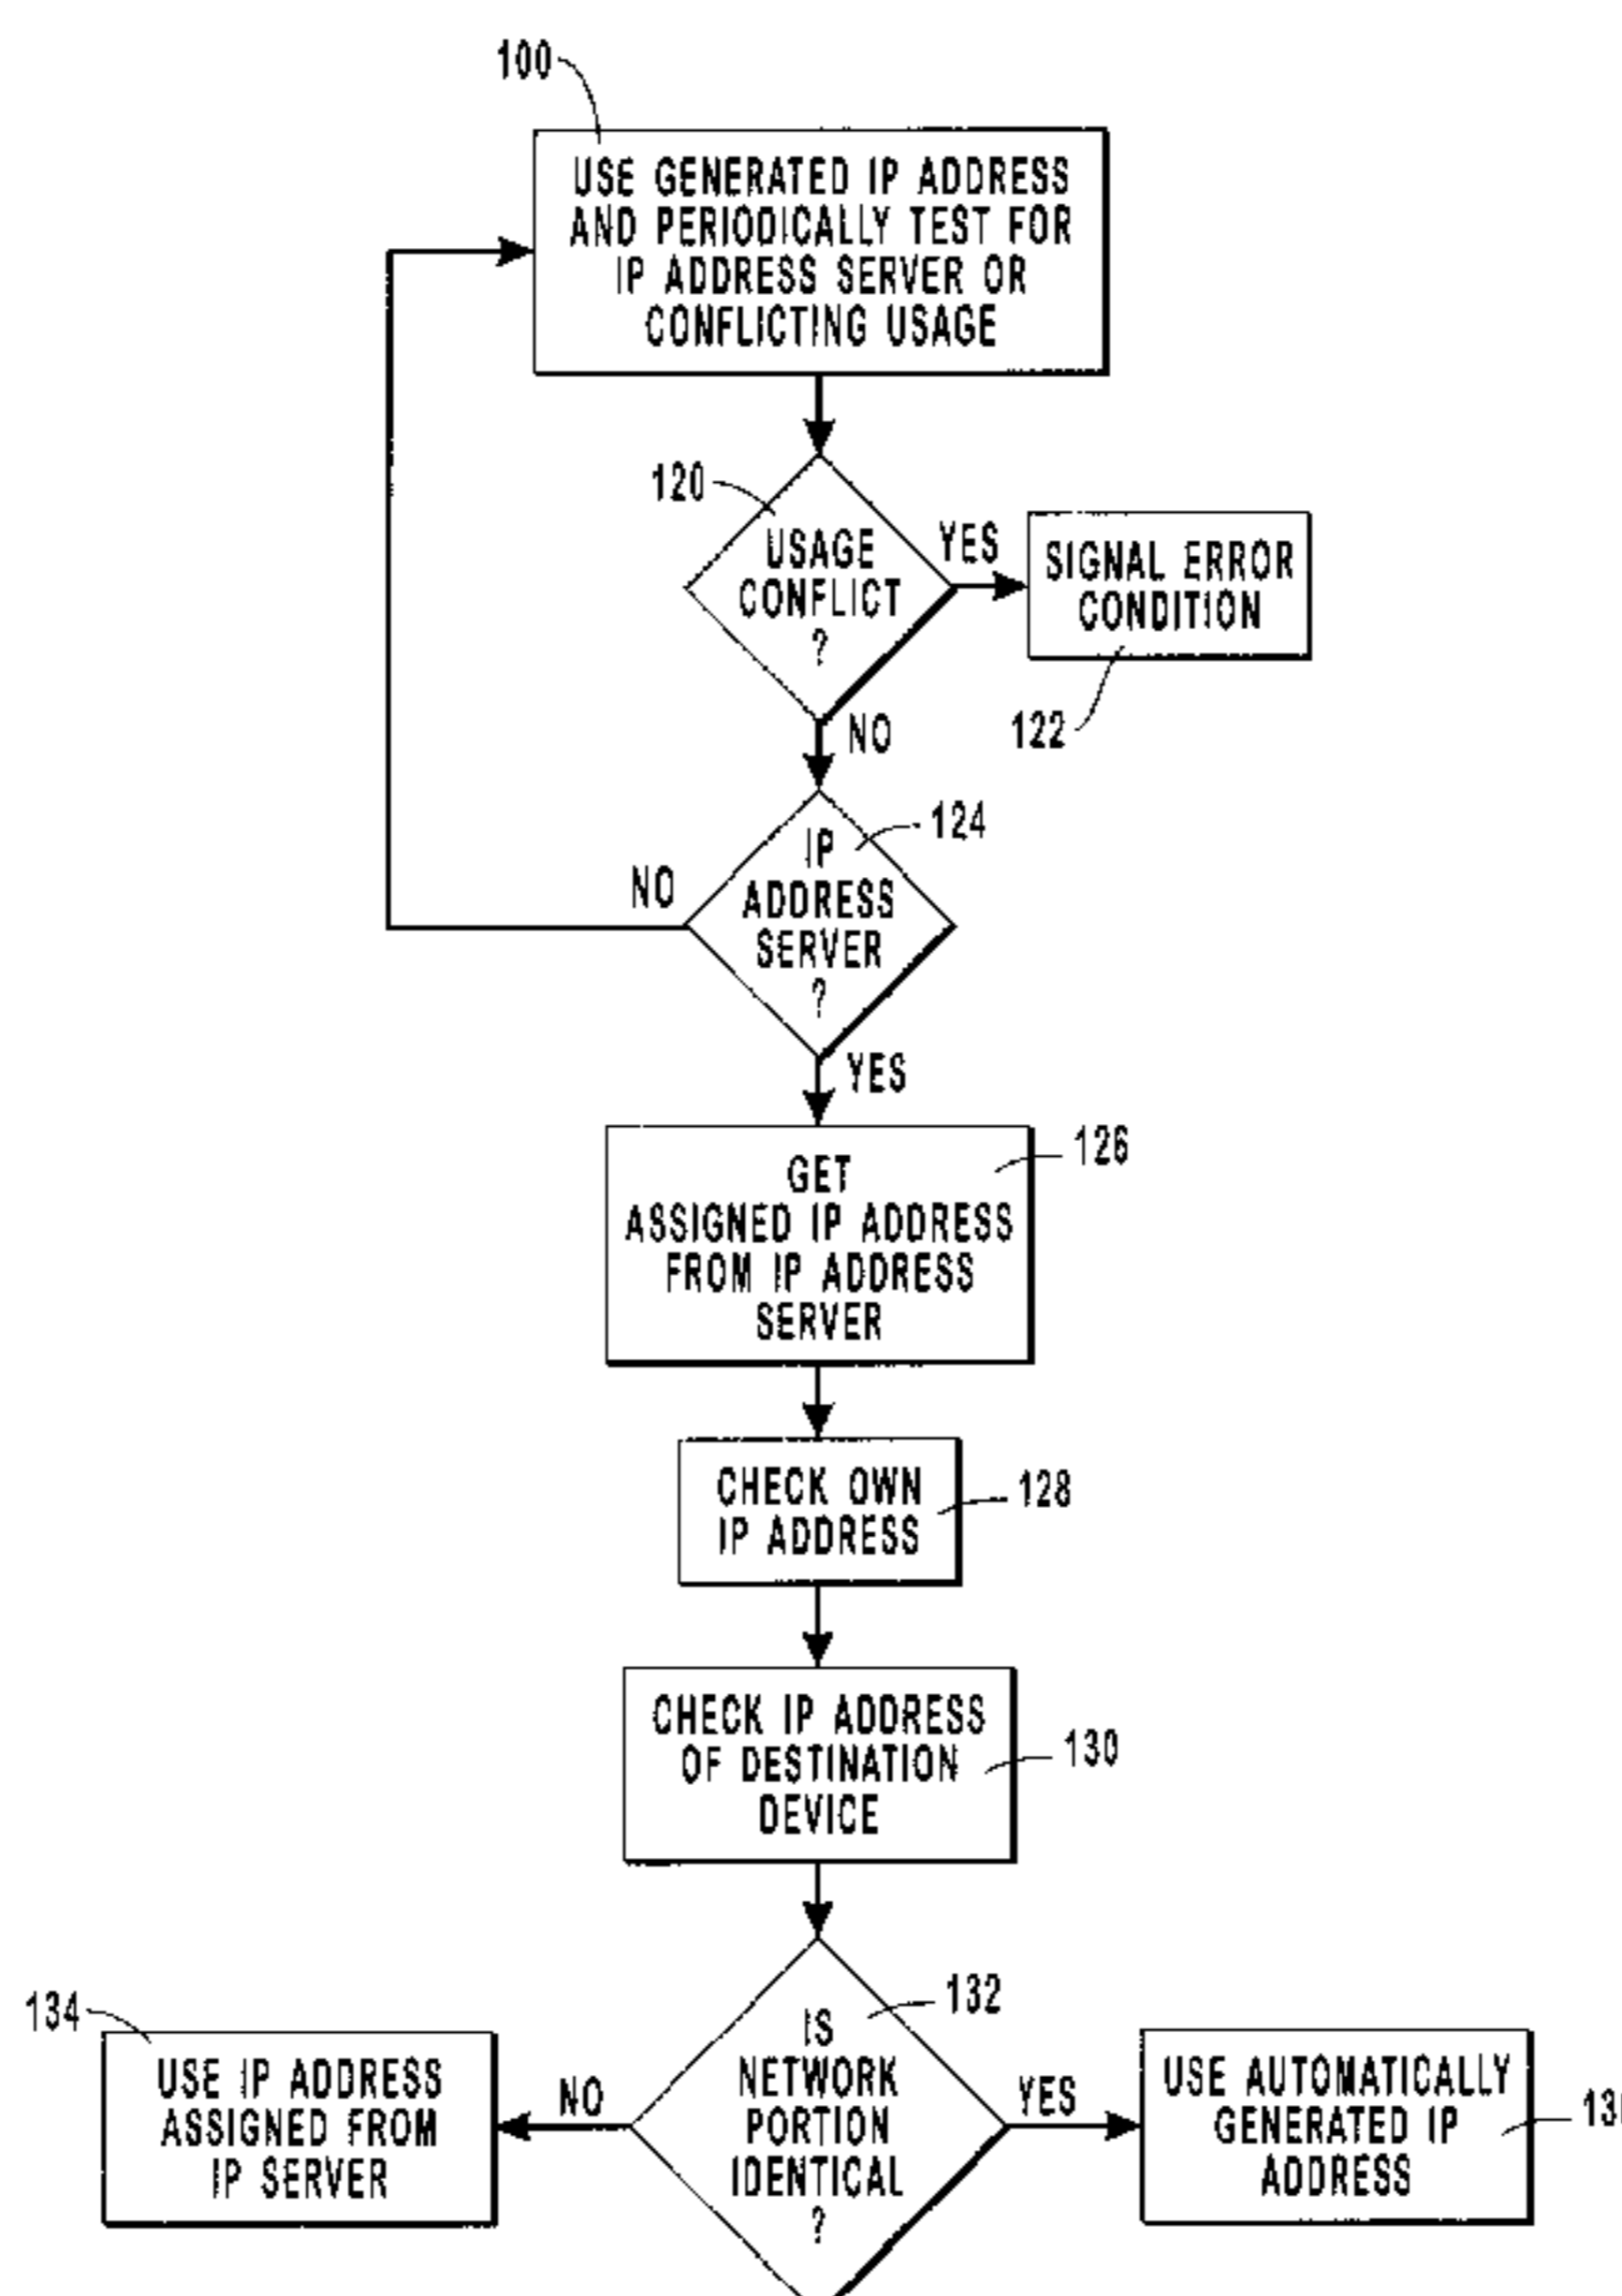 100
USE GENERATED IP ADDRESS
AND PERIODICALLY TEST FOR
IP ADDRESS SERVER OR
CONFLICTING USAGE
120
USAGE
CONFLICT
?
YES
SIGNAL ERROR
CONDITION
122
NO
124
IP
ADDRESS
SERVER
?
NO
YES
126
GET
ASSIGNED IP ADDRESS
FROM IP ADDRESS
SERVER
128
CHECK OWN
IP ADDRESS
130
CHECK IP ADDRESS
OF DESTINATION
DEVICE
132
IS
NETWORK
PORTION
IDENTICAL
?
134
NO
USE IP ADDRESS
ASSIGNED FROM
IP SERVER
YES
USE AUTOMATICALLY
GENERATED IP
ADDRESS